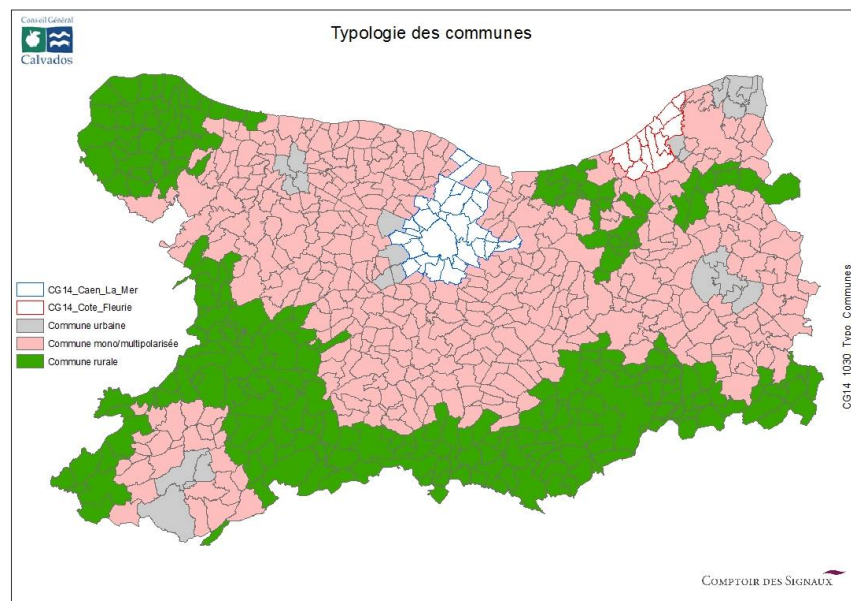 Conseil Général
Calvados
Typologie des communes
CG14_Caen_La_Mer
CG14_Cote_Fleurie
Commune urbaine
Commune mono/multipolarisée
Commune rurale
CG14 1030 Typo Communes
COMPTOIR DES SIGNAUX